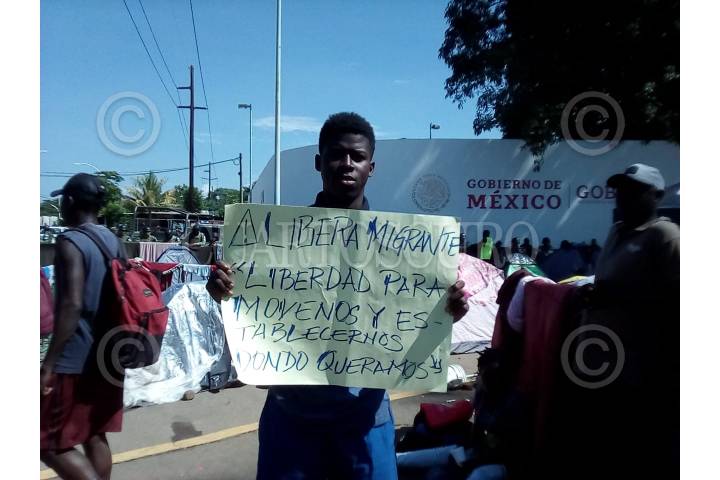 GOBIERNO DE
MÉXICO
GOB
ALIBERA MIGRANTE
"LIBERDAD PARA
MOVENOS Y ES-
TABLECERNOS
DONDO QUERAMOS"